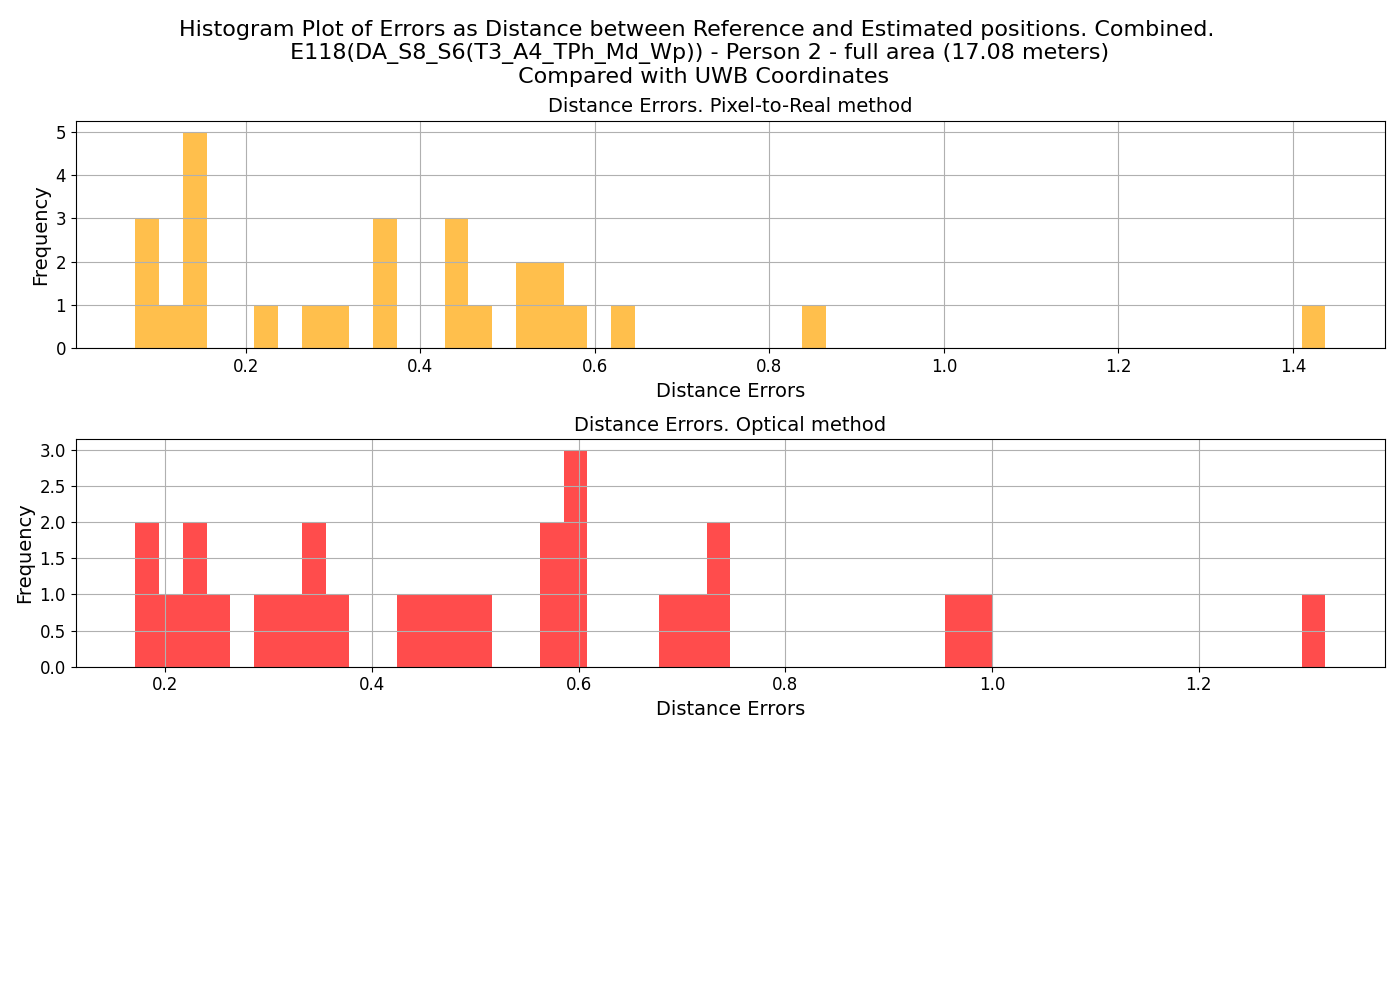 Histogram Plot of Errors as Distance between Reference and Estimated positions. Combined.
E118(DA_S8_S6(T3_A4_TPh_Md_Wp)) - Person 2 - full area (17.08 meters)
Compared with UWB Coordinates
Distance Errors. Pixel-to-Real method
5
4
3
2
1
0
Frequency
0.2 0.4 0.6 0.8 1.0 1.2 1.4
Distance Errors
Distance Errors. Optical method
3.0
2.5
2.0
1.5
1.0
0.5
0.0
Frequency
0.2 0.4 0.6 0.8 1.0 1.2
Distance Errors